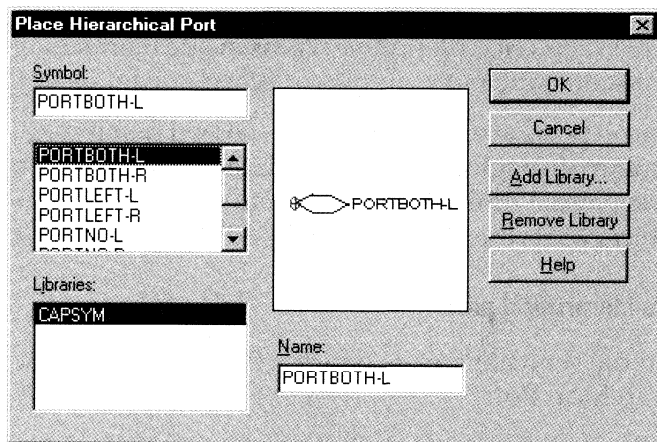 Place Hierarchical Port
Symbol:
PORTBOTH-L
PORTBOTH-L
PORTBOTH-R
PORTLEFT-L
PORTLEFT-R
PORTNO-L
Libraries:
CAPSYM
PORTBOTH-L
Name:
PORTBOTH-L
OK
Cancel
Add Library...
Remove Library
Help